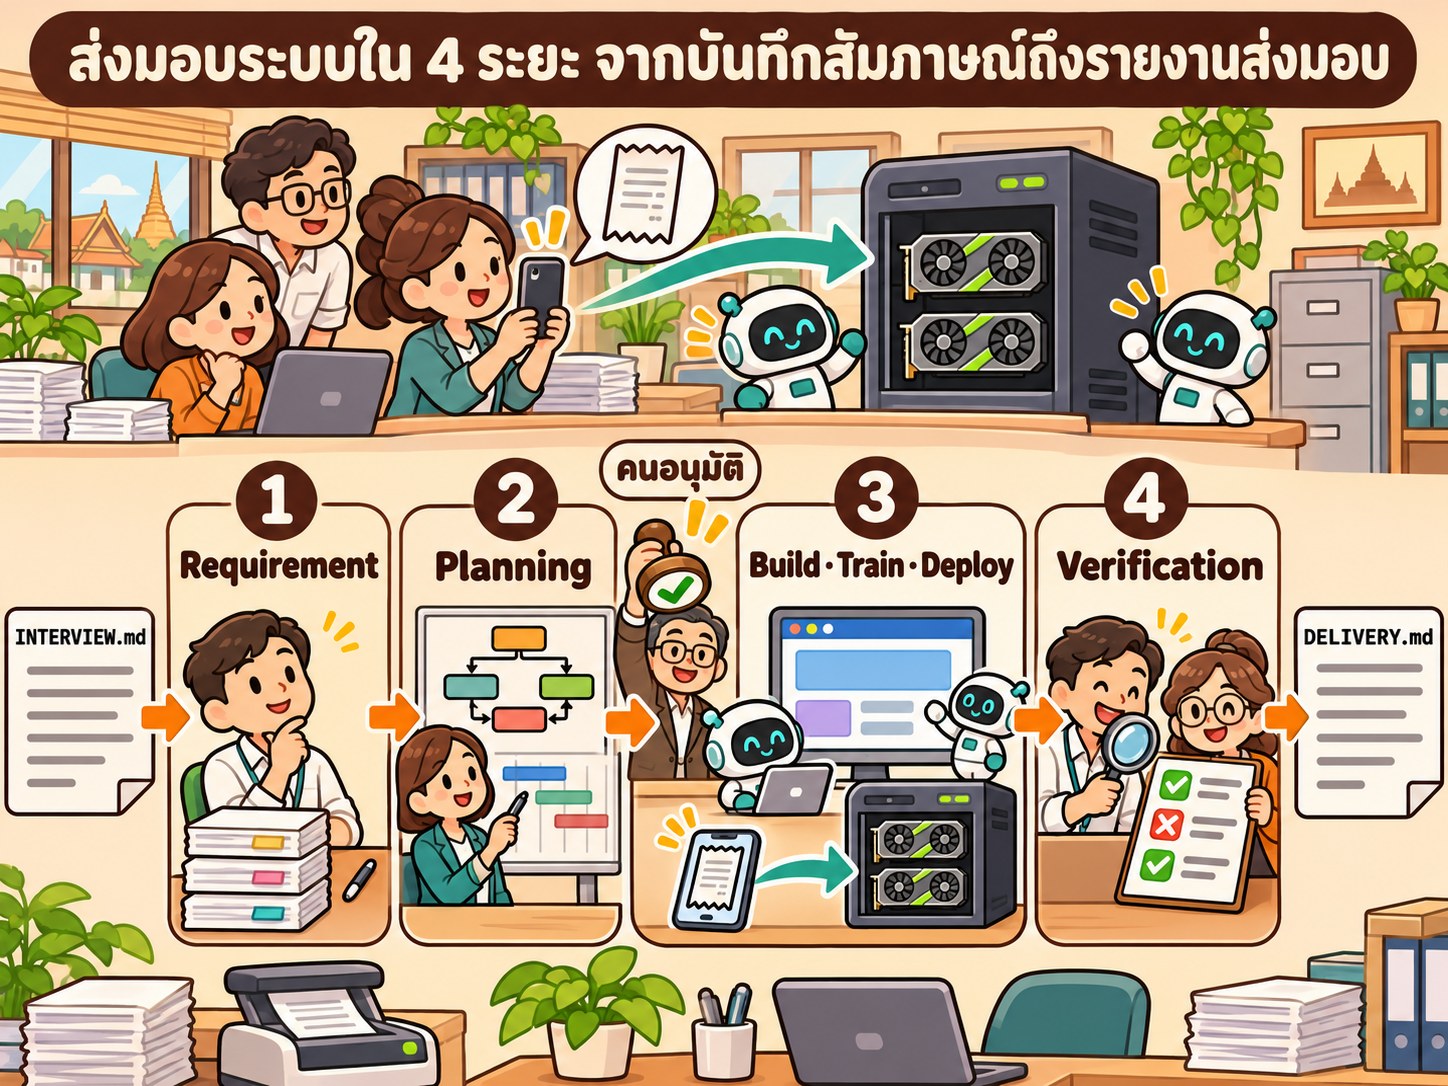 ส่งมอบระบบใน 4 ระยะ จากบันทึกสัมภาษณ์ถึงรายงานส่งมอบ
คนอนุมัติ
1
Requirement
2
Planning
3
Build · Train · Deploy
4
Verification
INTERVIEW.md
DELIVERY.md